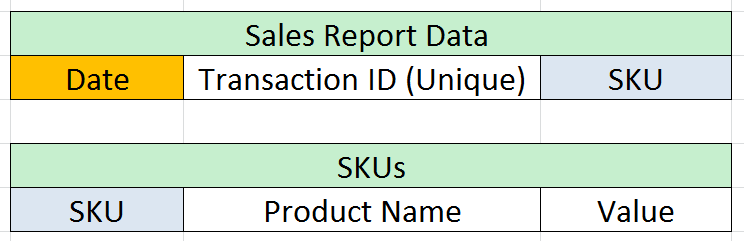 Sales Report Data
Date Transaction ID (Unique) SKU
SKUs
SKU Product Name Value